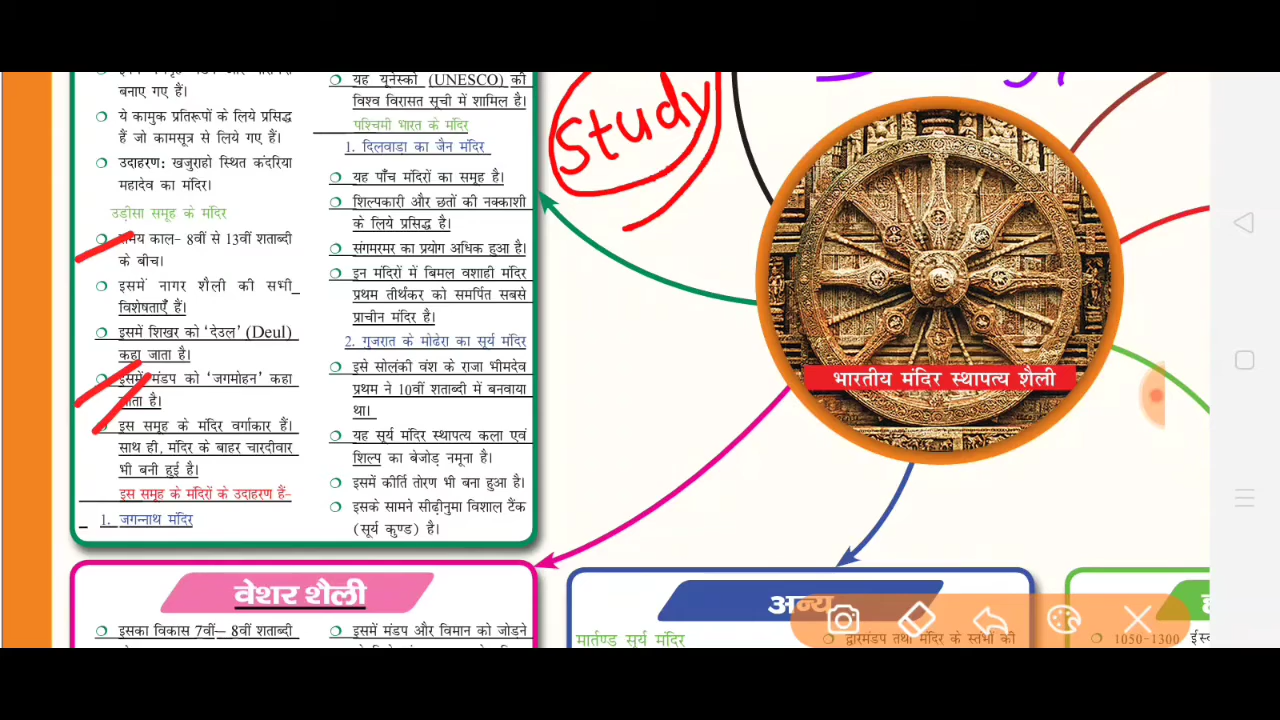 बनाए गए हैं।
ये कामुक प्रतिरूपों के लिये प्रसिद्ध
हैं जो कामसूत्र से लिये गए हैं।
उदाहरण: खजुराहो स्थित कंदरिया
महादेव का मंदिर।
उड़ीसा समूह के मंदिर
समय काल- 8वीं से 13वीं शताब्दी
के बीच।
इसमें नागर शैली की सभी
विशेषताएँ हैं।
इसमें शिखर को ‘देउल’ (Deul)
कहा जाता है।
इसमें मंडप को ‘जगमोहन’ कहा
जाता है।
इस समूह के मंदिर वर्गाकार हैं।
साथ ही, मंदिर के बाहर चारदीवार
भी बनी हुई है।
इस समूह के मंदिरों के उदाहरण हैं-
1. जगन्नाथ मंदिर
यह यूनेस्को (UNESCO) की
विश्व विरासत सूची में शामिल है।
पश्चिमी भारत के मंदिर
1. दिलवाडा का जैन मंदिर
यह पाँच मंदिरों का समूह है।
शिल्पकारी और छतों की नक्काशी
के लिये प्रसिद्ध है।
संगमरमर का प्रयोग अधिक हुआ है।
इन मंदिरों में बिमल वशाही मंदिर
प्रथम तीर्थंकर को समर्पित सबसे
प्राचीन मंदिर है।
2. गुजरात के मोढेरा का सूर्य मंदिर
इसे सोलंकी वंश के राजा भीमदेव
प्रथम ने 10वीं शताब्दी में बनवाया
था।
यह सूर्य मंदिर स्थापत्य कला एवं
शिल्प का बेजोड़ नमूना है।
इसमें कीर्ति तोरण भी बना हुआ है।
इसके सामने सीढ़ीनुमा विशाल टैंक
(सूर्य कुण्ड) है।
Study
भारतीय मंदिर स्थापत्य शैली
वेशर शैली
इसका विकास 7वीं– 8वीं शताब्दी
इसमें मंडप और विमान को जोड़ने
अन्य
मार्तण्ड सूर्य मंदिर
द्वारमंडप तथा मंदिर के स्तंभों की
1050-1300